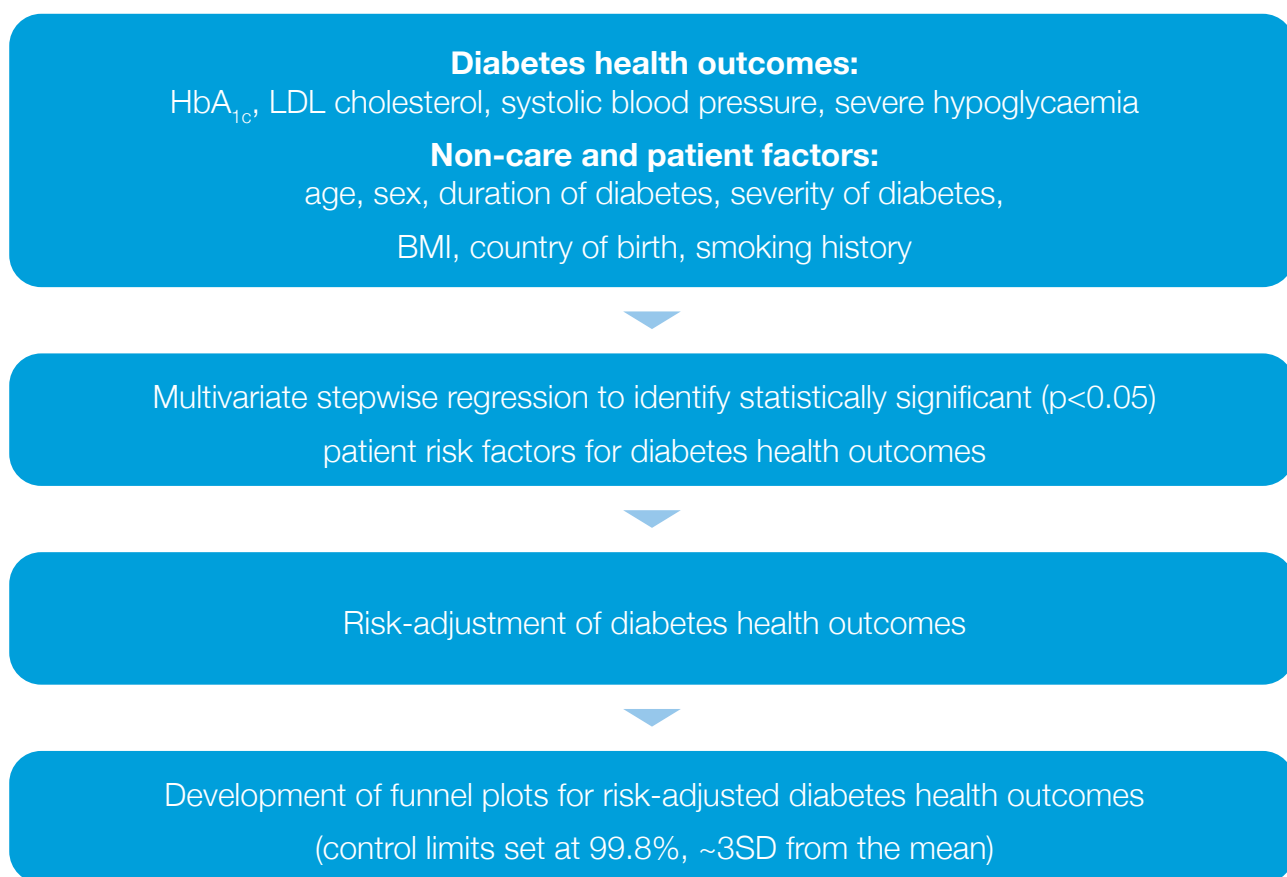 Diabetes health outcomes:
HbA1c, LDL cholesterol, systolic blood pressure, severe hypoglycaemia
Non-care and patient factors:
age, sex, duration of diabetes, severity of diabetes,
BMI, country of birth, smoking history
Multivariate stepwise regression to identify statistically significant (p<0.05)
patient risk factors for diabetes health outcomes
Risk-adjustment of diabetes health outcomes
Development of funnel plots for risk-adjusted diabetes health outcomes
(control limits set at 99.8%, ~3SD from the mean)